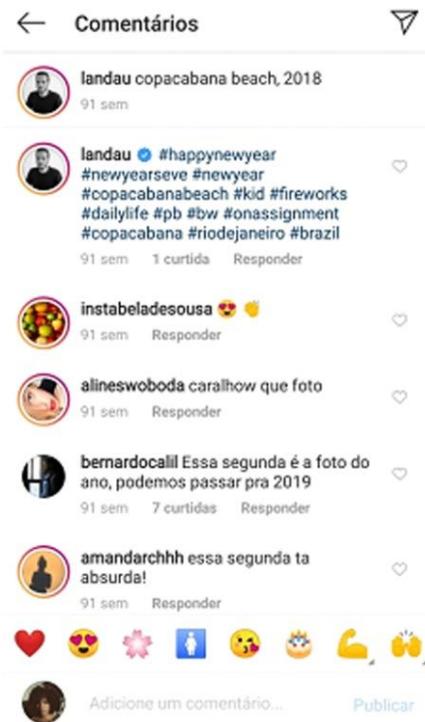 Comentários
landau copacabana beach, 2018
91 sem
landau #happynewyear
#newyearseve #newyear
#copacabanabeach #kid #fireworks
#dailylife #pb #bw #onassignment
#copacabana #riodejaneiro #brazil
91 sem 1 curtida Responder
instabeladesousa 😍 👏
91 sem Responder
alineswoboda caralhow que foto
91 sem Responder
bernardocalil Essa segunda é a foto do
ano, podemos passar pra 2019
91 sem 7 curtidas Responder
amandarchhh essa segunda ta
absurda!
91 sem Responder
Adicione um comentário... Publicar